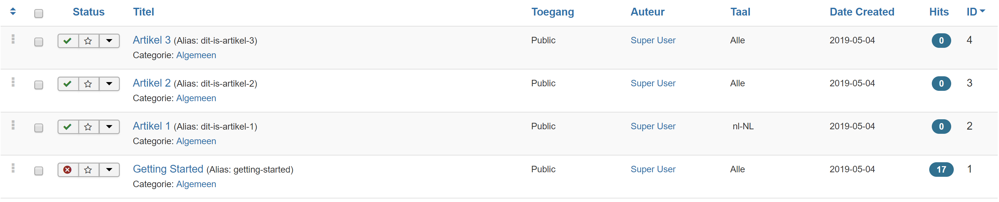 Status Titel Toegang Auteur Taal Date Created Hits ID
Artikel 3 (Alias: dit-is-artikel-3) Public Super User Alle 2019-05-04 0 4
Categorie: Algemeen
Artikel 2 (Alias: dit-is-artikel-2) Public Super User Alle 2019-05-04 0 3
Categorie: Algemeen
Artikel 1 (Alias: dit-is-artikel-1) Public Super User nl-NL 2019-05-04 0 2
Categorie: Algemeen
Getting Started (Alias: getting-started) Public Super User Alle 2019-05-04 17 1
Categorie: Algemeen